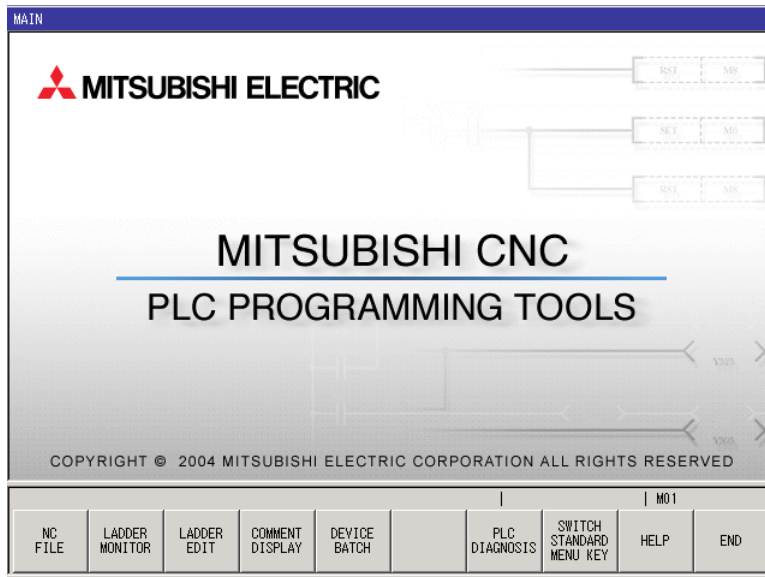 MAIN
MITSUBISHI ELECTRIC
RST M8
SET M6
RST M8
MITSUBISHI CNC
PLC PROGRAMMING TOOLS
Y325
COPYRIGHT © 2004 MITSUBISHI ELECTRIC CORPORATION ALL RIGHTS RESERVED
M01
NC
FILE
LADDER
MONITOR
LADDER
EDIT
COMMENT
DISPLAY
DEVICE
BATCH
PLC
DIAGNOSIS
SWITCH
STANDARD
MENU KEY
HELP
END